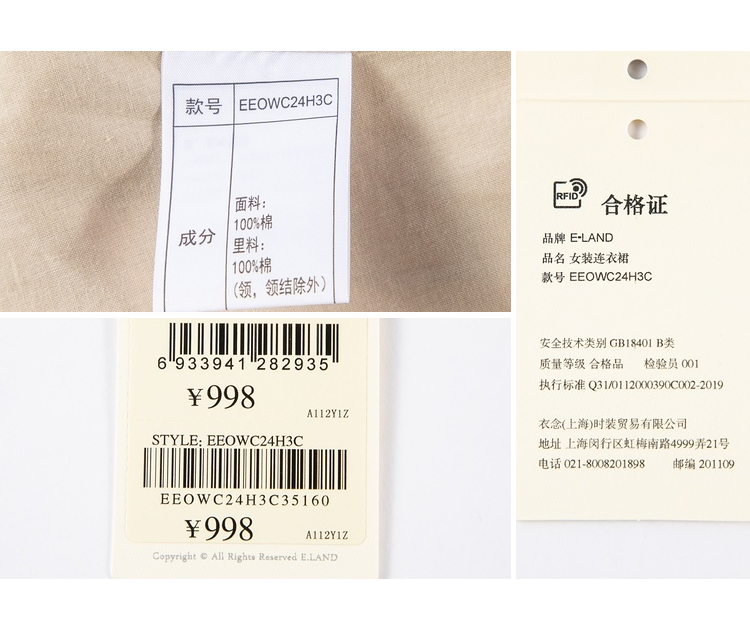 款号 EEOWC24H3C
成分
面料：
100%棉
里料：
100%棉
（领，领结除外）
6 933941 282935
￥998
A112Y1Z
STYLE: EEOWC24H3C
EEOWC24H3C35160
￥998
A112Y1Z
Copyright © All Rights Reserved E.LAND
RFID 合格证
品牌 E•LAND
品名 女装连衣裙
款号 EEOWC24H3C
安全技术类别 GB18401 B类
质量等级 合格品 检验员 001
执行标准 Q31/0112000390C002-2019
衣念(上海)时装贸易有限公司
地址 上海闵行区虹梅南路4999弄21号
电话 021-8008201898 邮编 201109